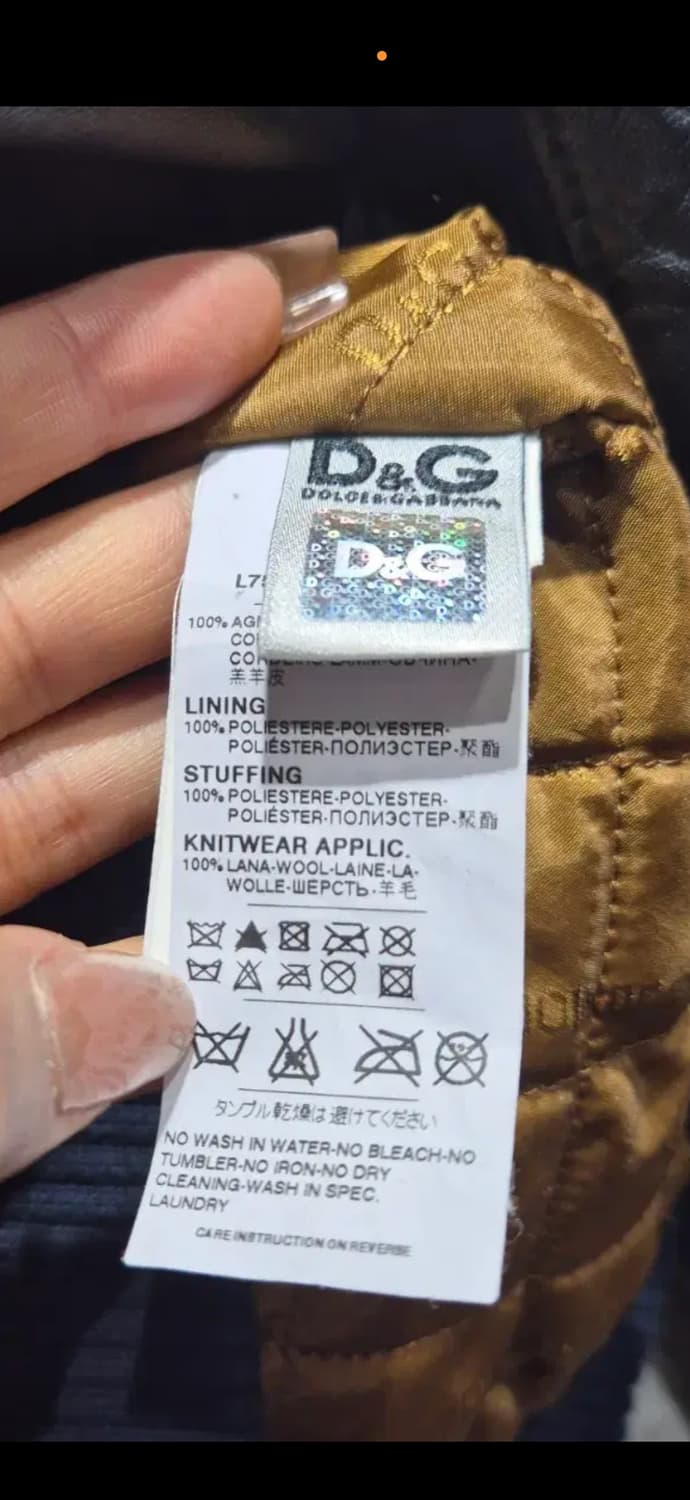 D&G
D&G
DOLCE&GABBANA
D&G
100% AG
CO
羔羊皮
LINING
100% POLIESTERE-POLYESTER-
POLIÉSTER-ПОЛИЭСТЕР-聚酯
STUFFING
100% POLIESTERE-POLYESTER-
POLIÉSTER-ПОЛИЭСТЕР-聚酯
KNITWEAR APPLIC.
100% LANA-WOOL-LAINE-LA-
WOLLE-ШЕРСТЬ-羊毛
タンブル乾燥は避けてください
NO WASH IN WATER-NO BLEACH-NO
TUMBLER-NO IRON-NO DRY
CLEANING-WASH IN SPEC.
LAUNDRY
CARE INSTRUCTION ON REVERSE